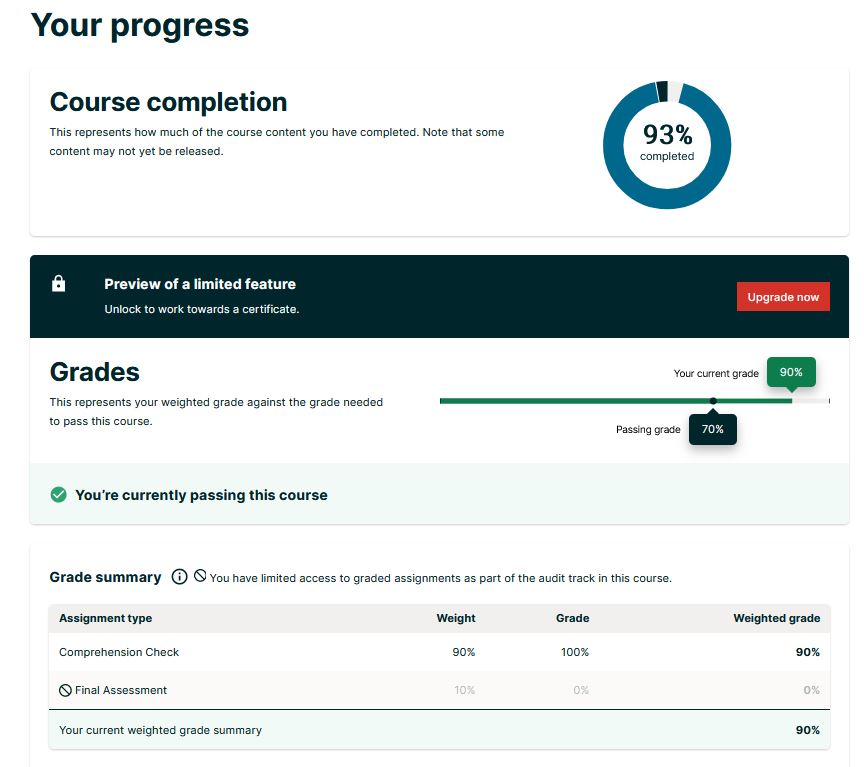 Your progress
Course completion
This represents how much of the course content you have completed. Note that some
content may not yet be released.
93%
completed
Preview of a limited feature
Unlock to work towards a certificate.
Upgrade now
Grades
This represents your weighted grade against the grade needed
to pass this course.
Your current grade 90%
Passing grade 70%
You’re currently passing this course
Grade summary You have limited access to graded assignments as part of the audit track in this course.
Assignment type Weight Grade Weighted grade
Comprehension Check 90% 100% 90%
Final Assessment 10% 0% 0%
Your current weighted grade summary 90%